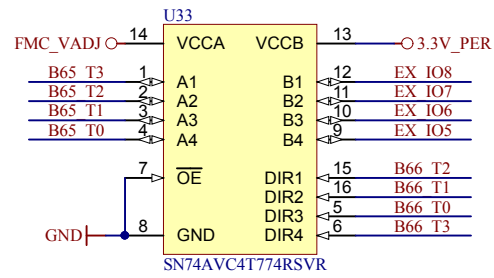 U33
FMC_VADJ 14 VCCA VCCB 13 3.3V_PER
B65_T3 1 A1 B1 12 EX_IO8
B65_T2 2 A2 B2 11 EX_IO7
B65_T1 3 A3 B3 10 EX_IO6
B65_T0 4 A4 B4 9 EX_IO5
7 OE DIR1 15 B66_T2
DIR2 16 B66_T1
DIR3 5 B66_T0
GND 8 GND DIR4 6 B66_T3
SN74AVC4T774RSVR